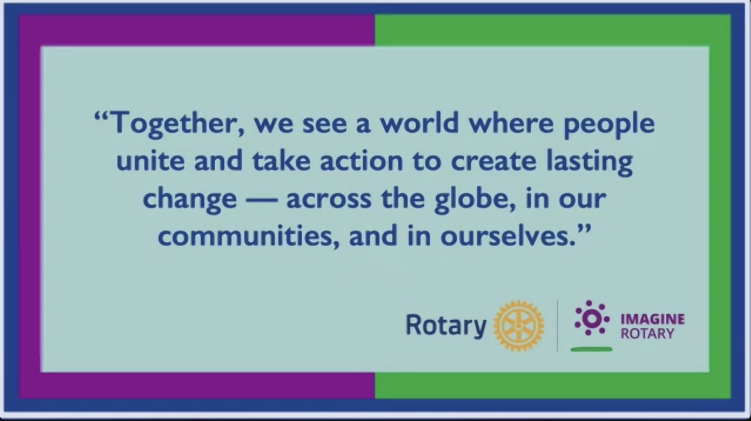 “Together, we see a world where people
unite and take action to create lasting
change — across the globe, in our
communities, and in ourselves.”
Rotary
IMAGINE
ROTARY